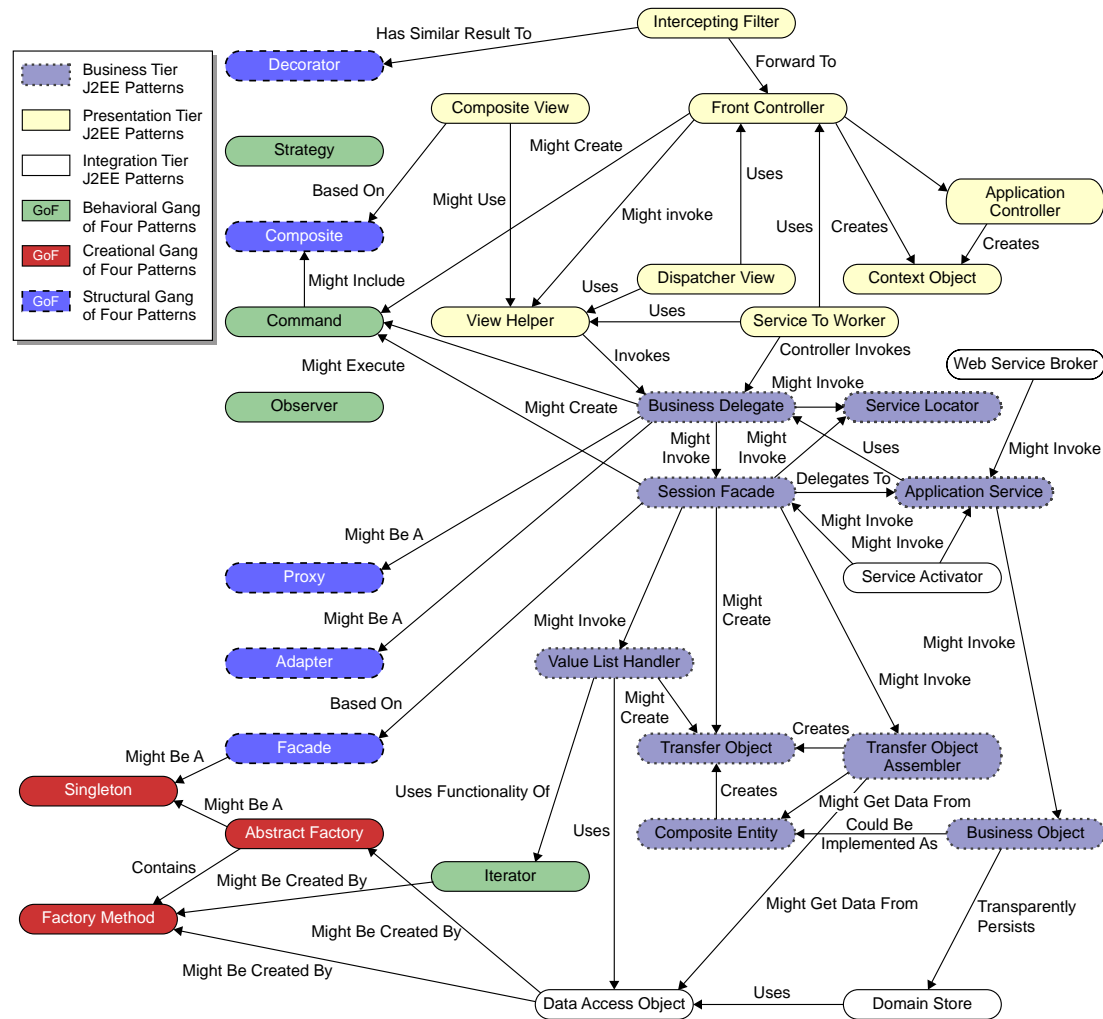 Intercepting Filter
Has Similar Result To
Decorator
Forward To
Business Tier
J2EE Patterns
Presentation Tier
J2EE Patterns
Integration Tier
J2EE Patterns
GoF
Behavioral Gang
of Four Patterns
GoF
Creational Gang
of Four Patterns
GoF
Structural Gang
of Four Patterns
Composite View
Front Controller
Strategy
Might Create
Uses
Based On
Might Use
Might invoke
Application
Controller
Composite
Uses
Creates
Creates
Might Include
Dispatcher View
Context Object
Uses
Command
View Helper
Uses
Service To Worker
Might Execute
Invokes
Controller Invokes
Web Service Broker
Might Invoke
Observer
Might Create
Business Delegate
Service Locator
Might
Invoke
Might
Invoke
Uses
Might Invoke
Session Facade
Delegates To
Application Service
Might Invoke
Might Be A
Might Invoke
Proxy
Service Activator
Might
Create
Might Be A
Might Invoke
Might Invoke
Adapter
Value List Handler
Might Invoke
Based On
Might
Create
Facade
Transfer Object
Creates
Transfer Object
Assembler
Might Be A
Singleton
Uses Functionality Of
Creates
Might Be A
Might Get Data From
Abstract Factory
Uses
Composite Entity
Could Be
Implemented As
Business Object
Contains
Might Be Created By
Iterator
Might Get Data From
Factory Method
Might Be Created By
Transparently
Persists
Might Be Created By
Data Access Object
Uses
Domain Store